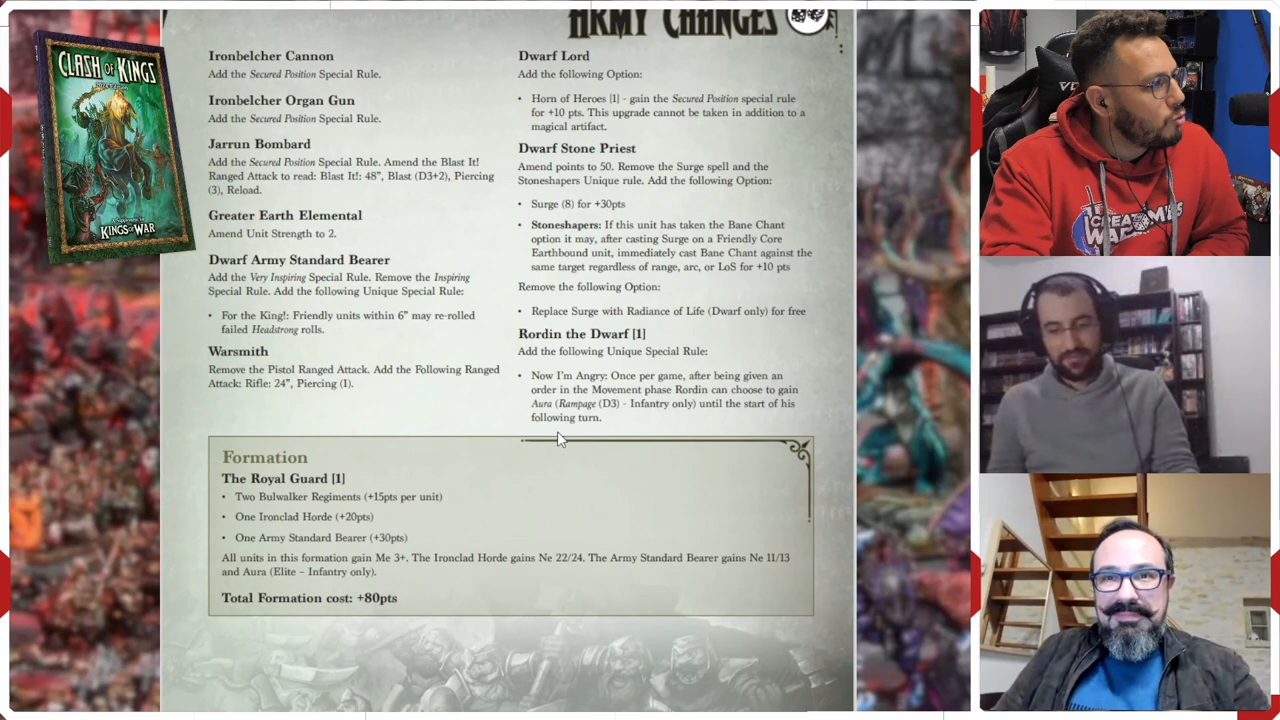 CLASH OF KINGS
KINGS OF WAR
ARMY CHANGES
Ironbelcher Cannon
Add the Secured Position Special Rule.
Ironbelcher Organ Gun
Add the Secured Position Special Rule.
Jarrun Bombard
Add the Secured Position Special Rule. Amend the Blast It!
Ranged Attack to read: Blast It!: 48”, Blast (D3+2), Piercing
(3), Reload.
Greater Earth Elemental
Amend Unit Strength to 2.
Dwarf Army Standard Bearer
Add the Very Inspiring Special Rule. Remove the Inspiring
Special Rule. Add the following Unique Special Rule:
• For the King!: Friendly units within 6” may re-rolled
failed Headstrong rolls.
Warsmith
Remove the Pistol Ranged Attack. Add the Following Ranged
Attack: Rifle: 24”, Piercing (1).
Dwarf Lord
Add the following Option:
• Horn of Heroes [1] - gain the Secured Position special rule
for +10 pts. This upgrade cannot be taken in addition to a
magical artifact.
Dwarf Stone Priest
Amend points to 50. Remove the Surge spell and the
Stoneshapers Unique rule. Add the following Option:
• Surge (8) for +30pts
• Stoneshapers: If this unit has taken the Bane Chant
option it may, after casting Surge on a Friendly Core
Earthbound unit, immediately cast Bane Chant against the
same target regardless of range, arc, or LoS for +10 pts
Remove the following Option:
• Replace Surge with Radiance of Life (Dwarf only) for free
Rordin the Dwarf [1]
Add the following Unique Special Rule:
• Now I’m Angry: Once per game, after being given an
order in the Movement phase Rordin can choose to gain
Aura (Rampage (D3) - Infantry only) until the start of his
following turn.
Formation
The Royal Guard [1]
• Two Bulwalker Regiments (+15pts per unit)
• One Ironclad Horde (+20pts)
• One Army Standard Bearer (+30pts)
All units in this formation gain Me 3+. The Ironclad Horde gains Ne 22/24. The Army Standard Bearer gains Ne 11/13
and Aura (Elite – Infantry only).
Total Formation cost: +80pts